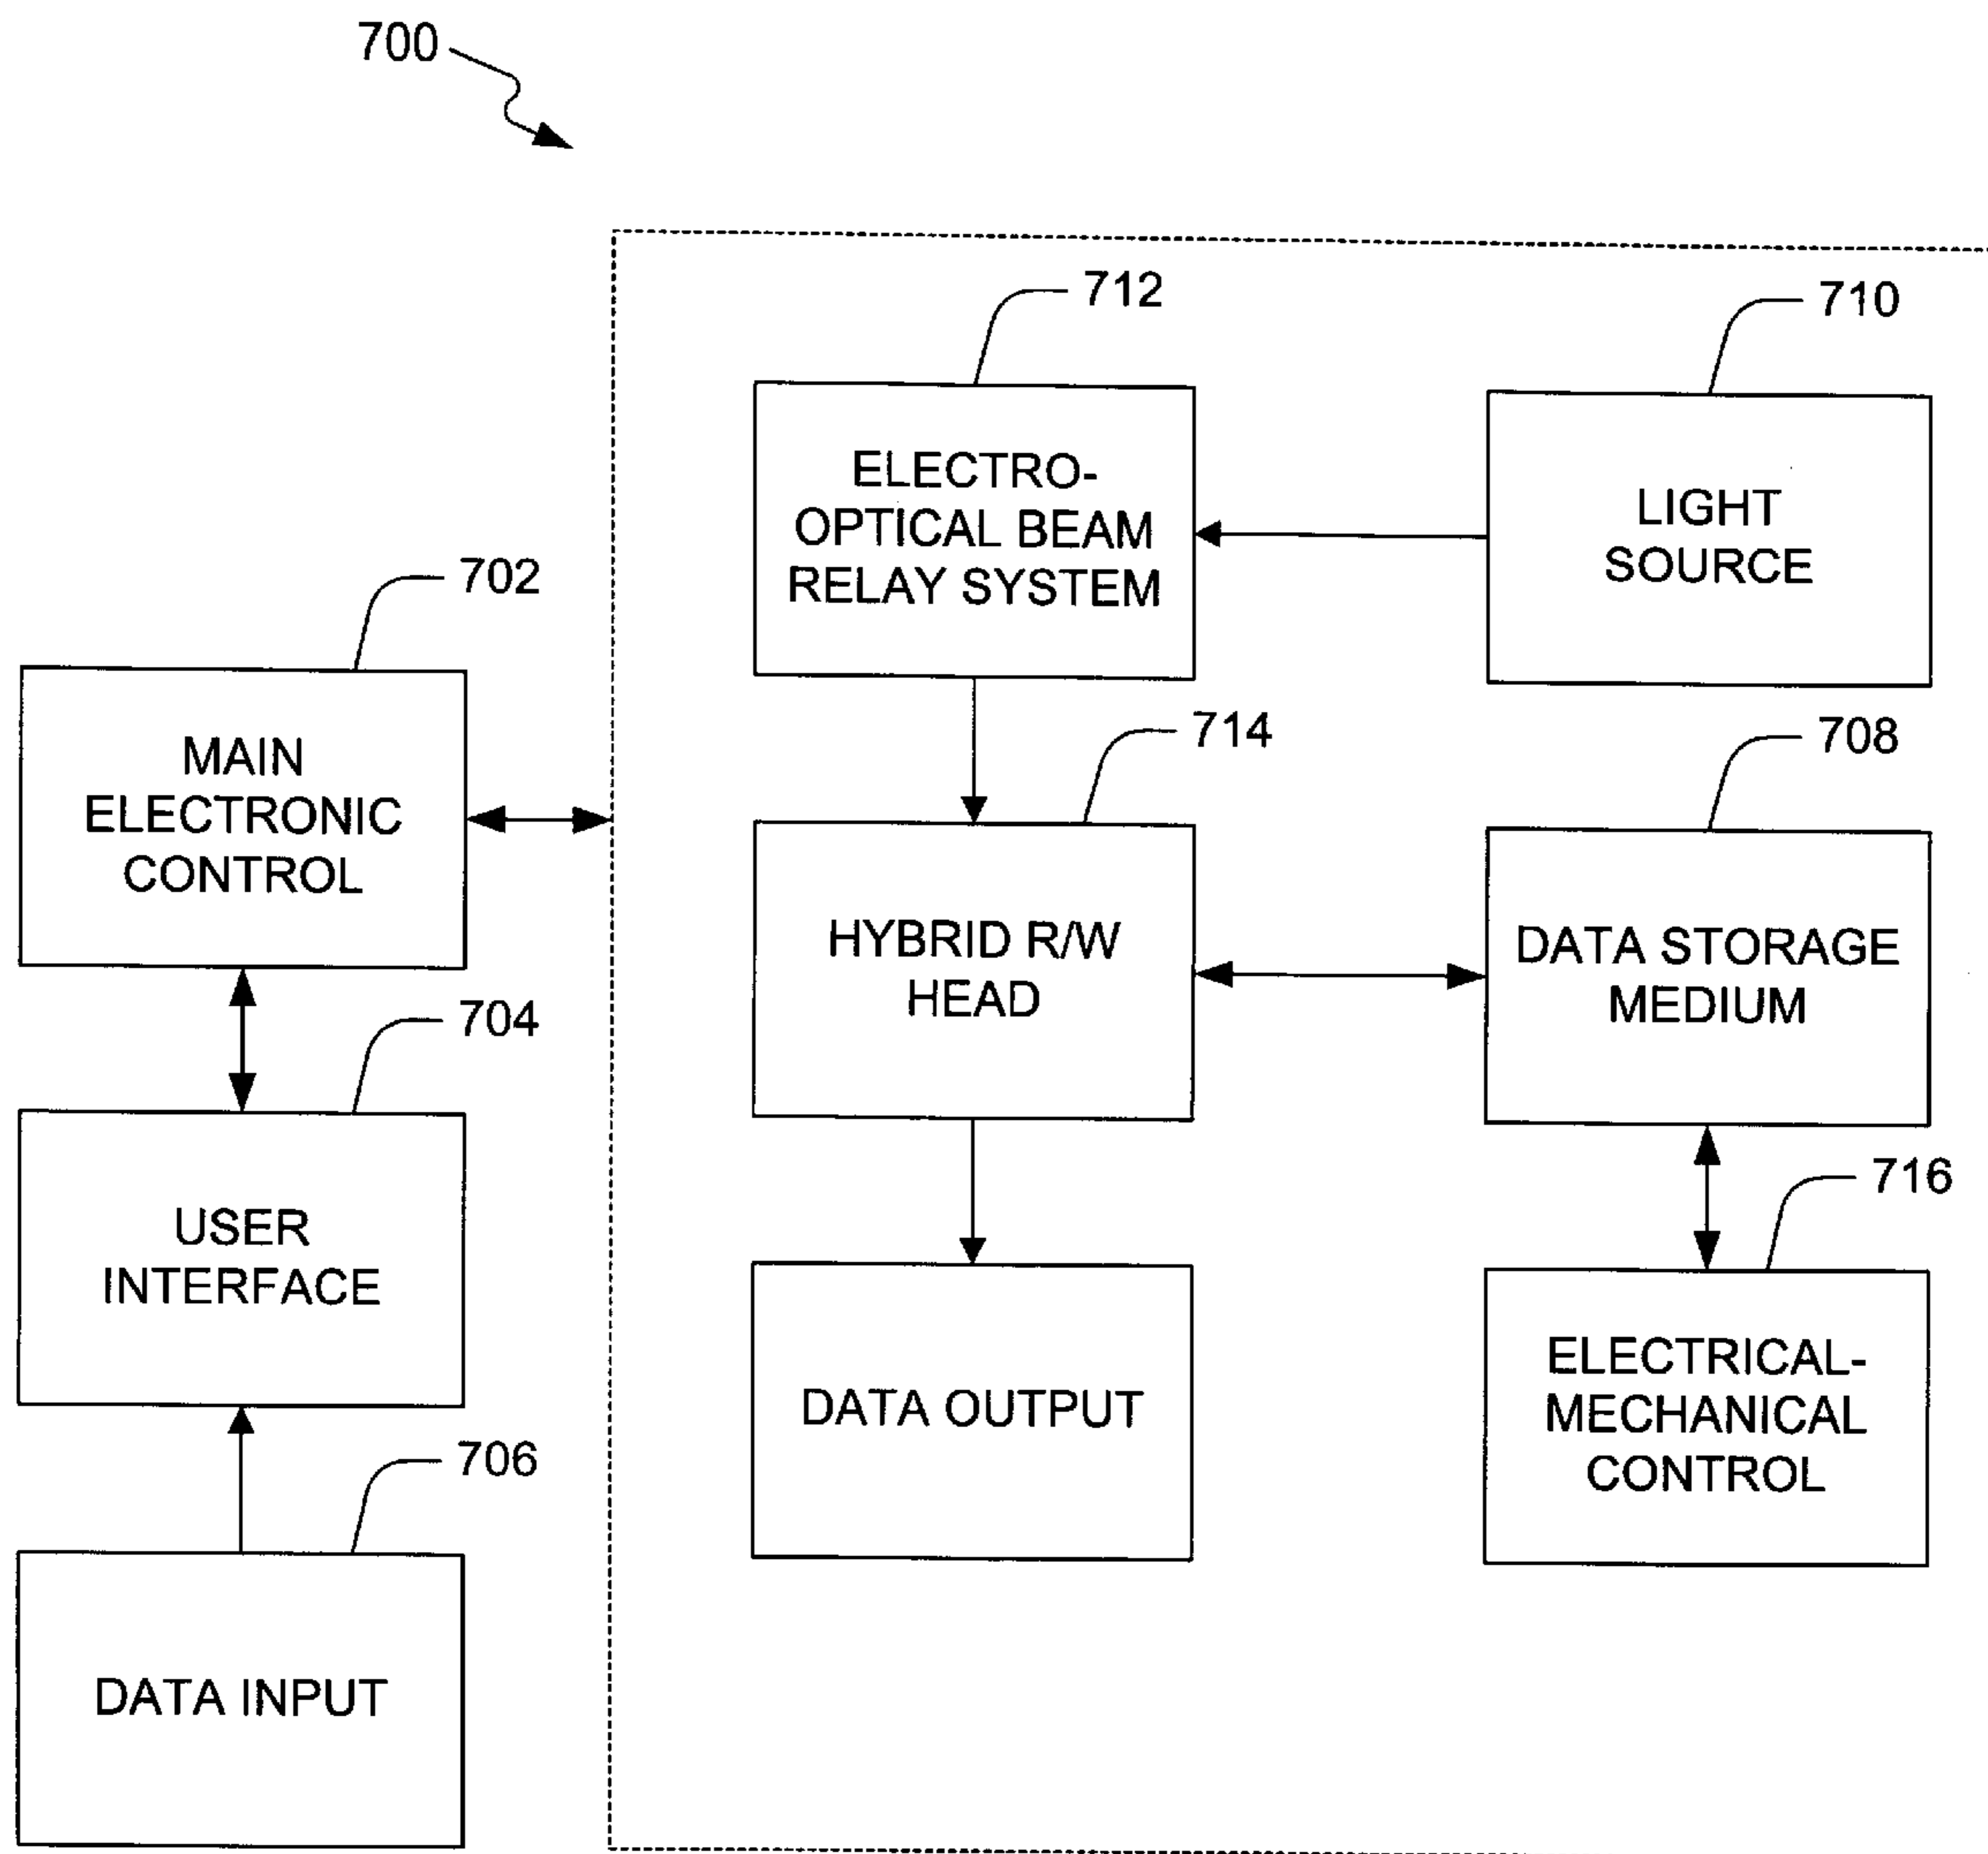 700
712
710
ELECTRO-
OPTICAL BEAM
RELAY SYSTEM
LIGHT
SOURCE
702
MAIN
ELECTRONIC
CONTROL
714
HYBRID R/W
HEAD
708
DATA STORAGE
MEDIUM
704
USER
INTERFACE
DATA OUTPUT
716
ELECTRICAL-
MECHANICAL
CONTROL
706
DATA INPUT